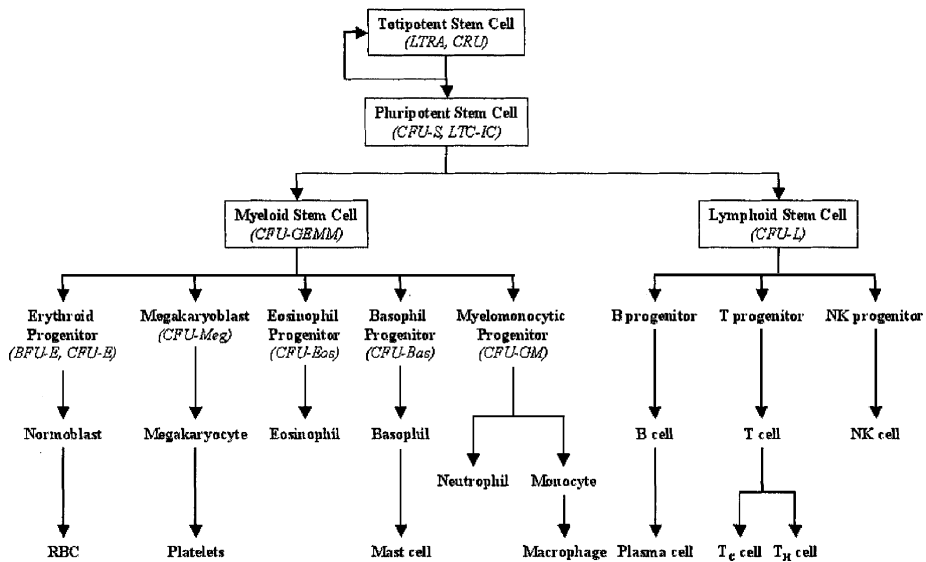 Totipotent Stem Cell
(LTRA, CRU)
Pluripotent Stem Cell
(CFU-S, LTC-IC)
Myeloid Stem Cell
(CFU-GEMM)
Lymphoid Stem Cell
(CFU-L)
Erythroid
Progenitor
(BFU-E, CFU-E)
Megakaryoblast
(CFU-Meg)
Eosinophil
Progenitor
(CFU-Eos)
Basophil
Progenitor
(CFU-Bas)
Myelomonocytic
Progenitor
(CFU-GM)
B progenitor
T progenitor
NK progenitor
Normoblast
Megakaryocyte
Eosinophil
Basophil
B cell
T cell
NK cell
Neutrophil
Monocyte
RBC
Platelets
Mast cell
Macrophage
Plasma cell
TC cell
TH cell